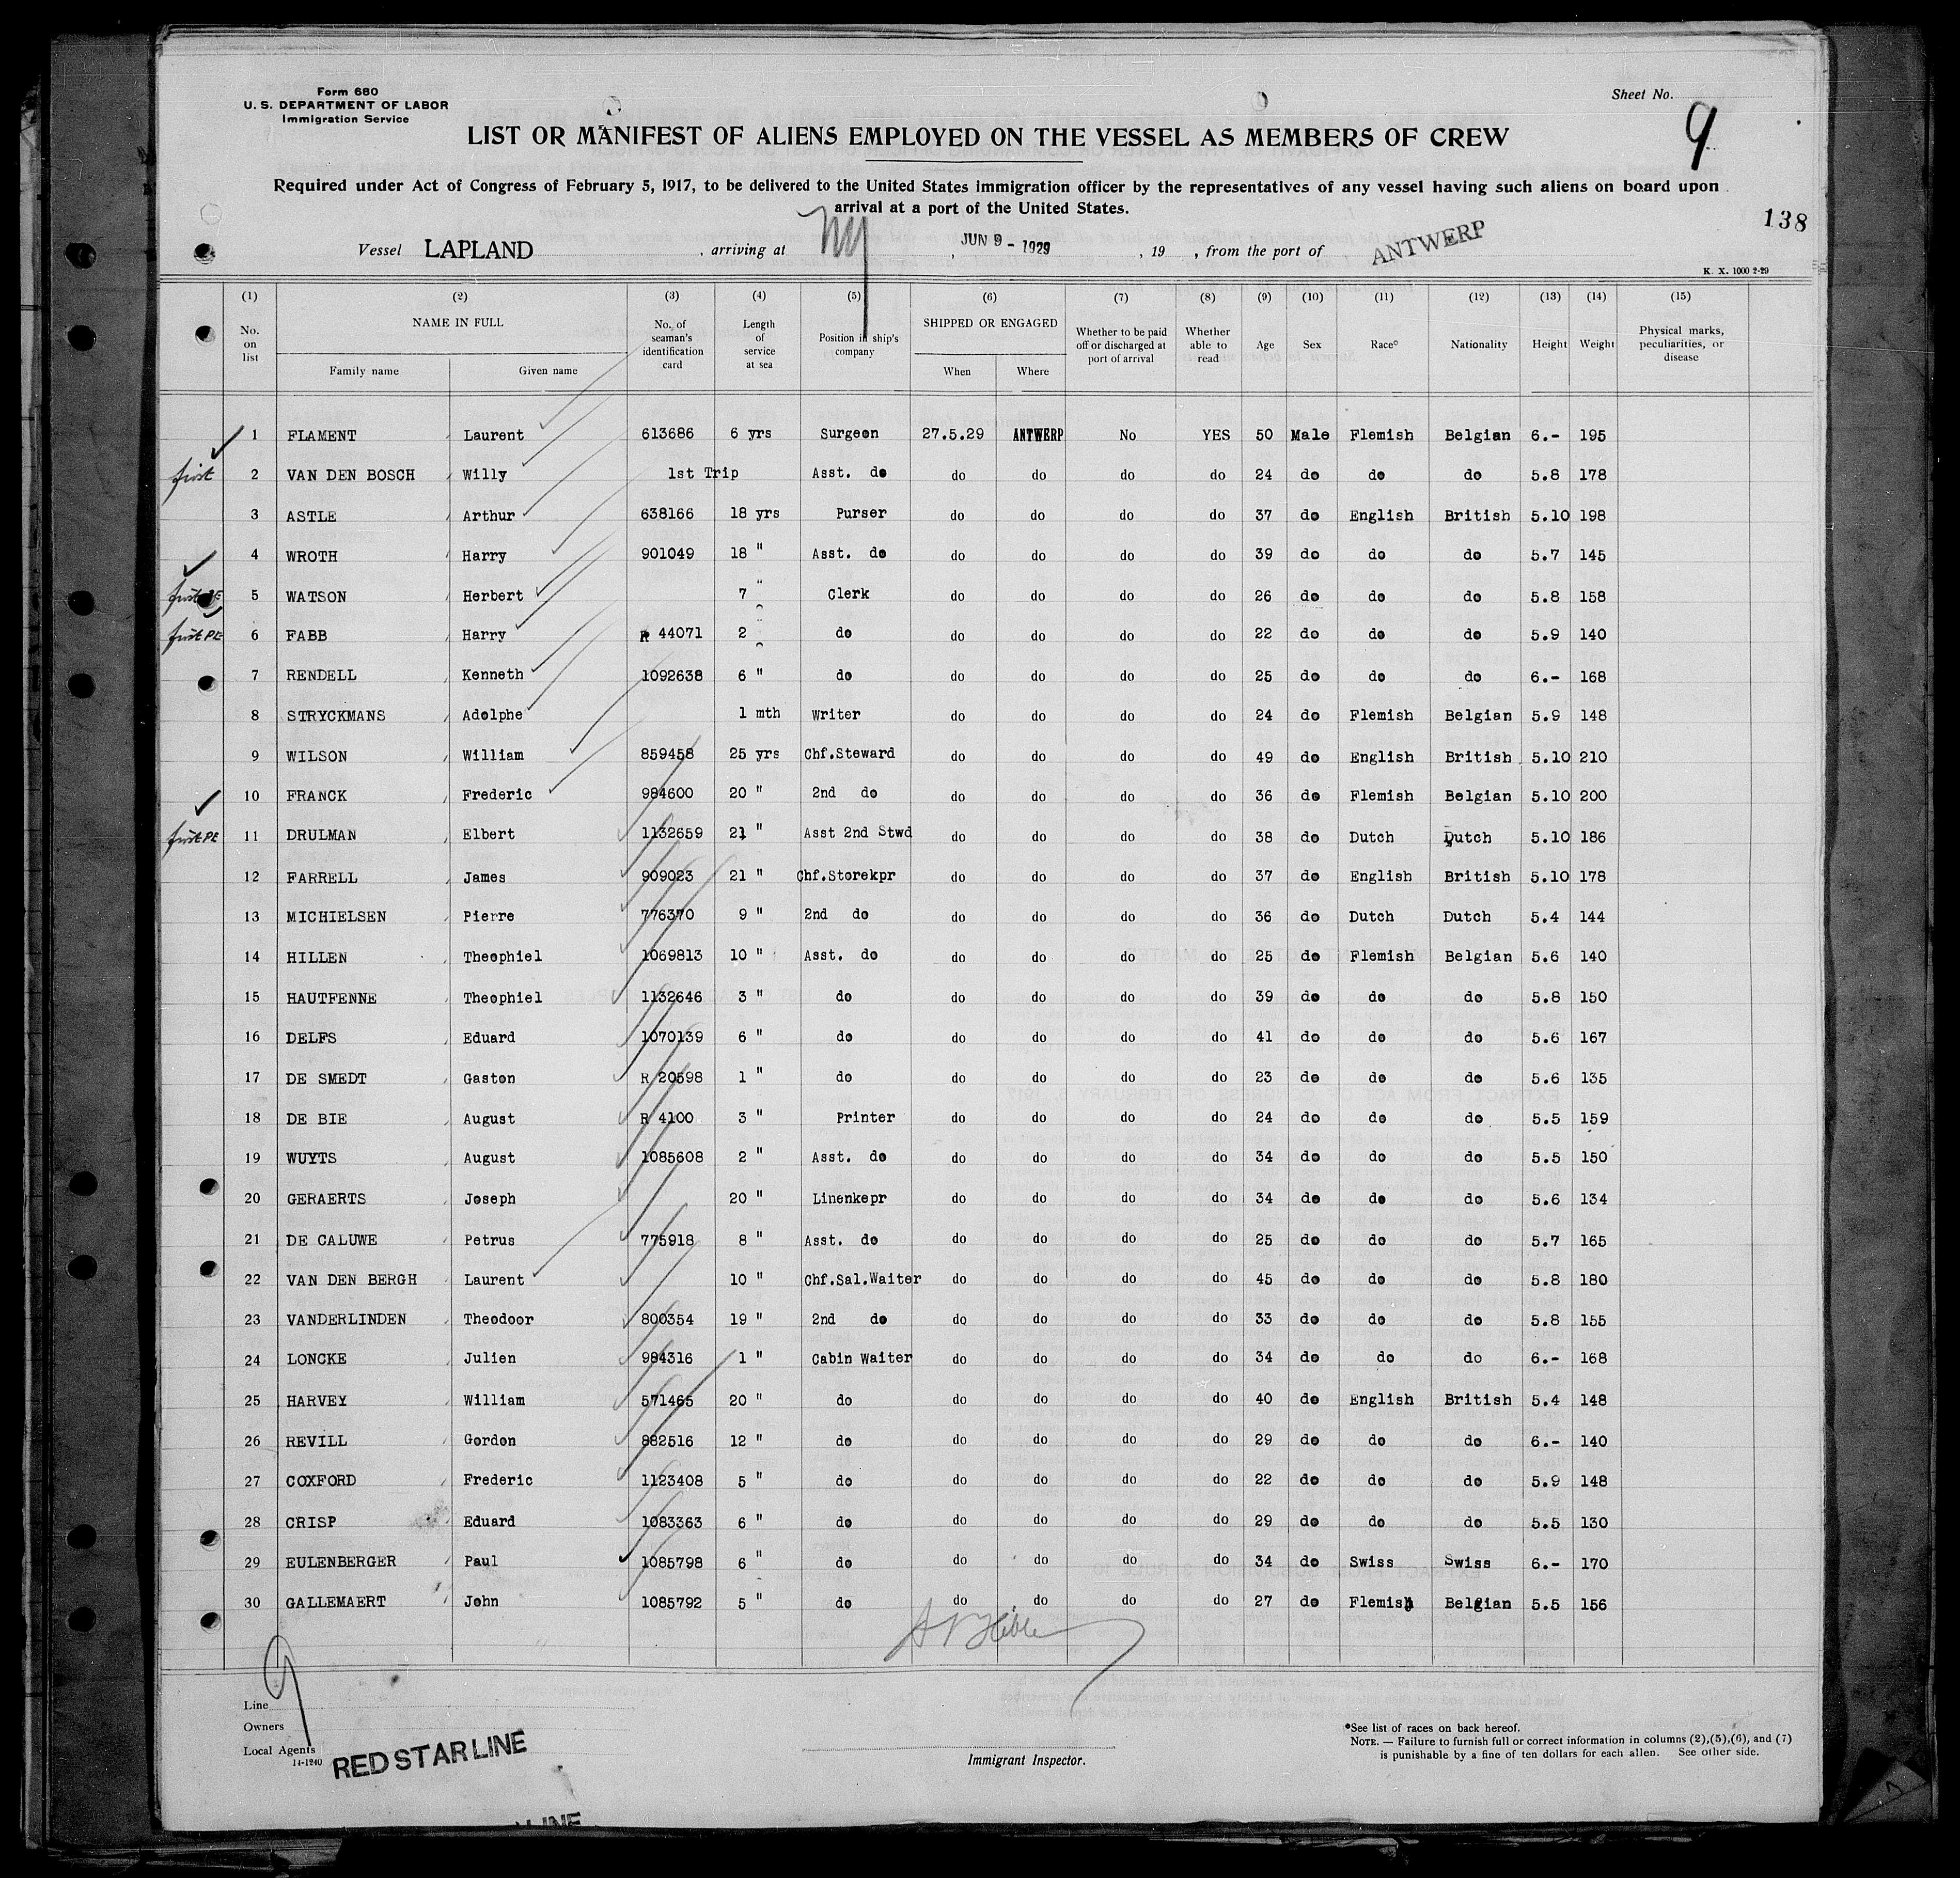 Form 680
U. S. DEPARTMENT OF LABOR
Immigration Service
Sheet No.
9
LIST OR MANIFEST OF ALIENS EMPLOYED ON THE VESSEL AS MEMBERS OF CREW
Required under Act of Congress of February 5, 1917, to be delivered to the United States immigration officer by the representatives of any vessel having such aliens on board upon
arrival at a port of the United States.
138
Vessel LAPLAND , arriving at NY , JUN 9 - 1929 , 19 , from the port of ANTWERP
K. X. 1000 2-29
(1) (2) (3) (4) (5) (6) (7) (8) (9) (10) (11) (12) (13) (14) (15)
No. on list NAME IN FULL Family name Given name No. of seaman's identification card Length of service at sea Position in ship's company SHIPPED OR ENGAGED When Where Whether to be paid off or discharged at port of arrival Whether able to read Age Sex Race* Nationality Height Weight Physical marks, peculiarities, or disease
1 FLAMENT Laurent 613686 6 yrs Surgeon 27.5.29 ANTWERP No YES 50 Male Flemish Belgian 6.- 195
first 2 VAN DEN BOSCH Willy 1st Trip Asst. do do do do do 24 do do do 5.8 178
3 ASTLE Arthur 638166 18 yrs Purser do do do do 37 do English British 5.10 198
4 WROTH Harry 901049 18 " Asst. do do do do do 39 do do do 5.7 145
first 5 WATSON Herbert 7 " Clerk do do do do 26 do do do 5.8 158
first PE 6 FABB Harry R 44071 2 do do do do do 22 do do do 5.9 140
7 RENDELL Kenneth 1092638 6 " do do do do do 25 do do do 6.- 168
8 STRYCKMANS Adolphe 1 mth Writer do do do do 24 do Flemish Belgian 5.9 148
9 WILSON William 859458 25 yrs Chf.Steward do do do do 49 do English British 5.10 210
10 FRANCK Frederic 984600 20 " 2nd do do do do do 36 do Flemish Belgian 5.10 200
first PE 11 DRULMAN Elbert 1132659 21 " Asst 2nd Stwd do do do do 38 do Dutch Dutch 5.10 186
12 FARRELL James 909023 21 " Chf.Storekpr do do do do 37 do English British 5.10 178
13 MICHIELSEN Pierre 776370 9 " 2nd do do do do do 36 do Dutch Dutch 5.4 144
14 HILLEN Theophiel 1069813 10 " Asst. do do do do do 25 do Flemish Belgian 5.6 140
15 HAUTFENNE Theophiel 1132646 3 " do do do do do 39 do do do 5.8 150
16 DELFS Eduard 1070139 6 " do do do do do 41 do do do 5.6 167
17 DE SMEDT Gaston R 20598 1 " do do do do do 23 do do do 5.6 135
18 DE BIE August R 4100 3 " Printer do do do do 24 do do do 5.5 159
19 WUYTS August 1085608 2 " Asst. do do do do do 34 do do do 5.5 150
20 GERAERTS Joseph 20 " Linenkepr do do do do 34 do do do 5.6 134
21 DE CALUWE Petrus 775918 8 " Asst. do do do do do 25 do do do 5.7 165
22 VAN DEN BERGH Laurent 10 " Chf.Sal.Waiter do do do do 45 do do do 5.8 180
23 VANDERLINDEN Theodoor 800354 19 " 2nd do do do do do 33 do do do 5.8 155
24 LONCKE Julien 984316 1 " Cabin Waiter do do do do 34 do do do 6.- 168
25 HARVEY William 571465 20 " do do do do do 40 do English British 5.4 148
26 REVILL Gordon 882516 12 " do do do do do 29 do do do 6.- 140
27 COXFORD Frederic 1123408 5 " do do do do do 22 do do do 5.9 148
28 CRISP Eduard 1083363 6 " do do do do do 29 do do do 5.5 130
29 EULENBERGER Paul 1085798 6 " do do do do do 34 do Swiss Swiss 6.- 170
30 GALLEMAERT John 1085792 5 " do do do do do 27 do Flemish Belgian 5.5 156
9
Line
Owners
Local Agents
14-1240
RED STAR LINE
Immigrant Inspector.
*See list of races on back hereof.
NOTE. — Failure to furnish full or correct information in columns (2),(5),(6), and (7)
is punishable by a fine of ten dollars for each alien. See other side.
LINE